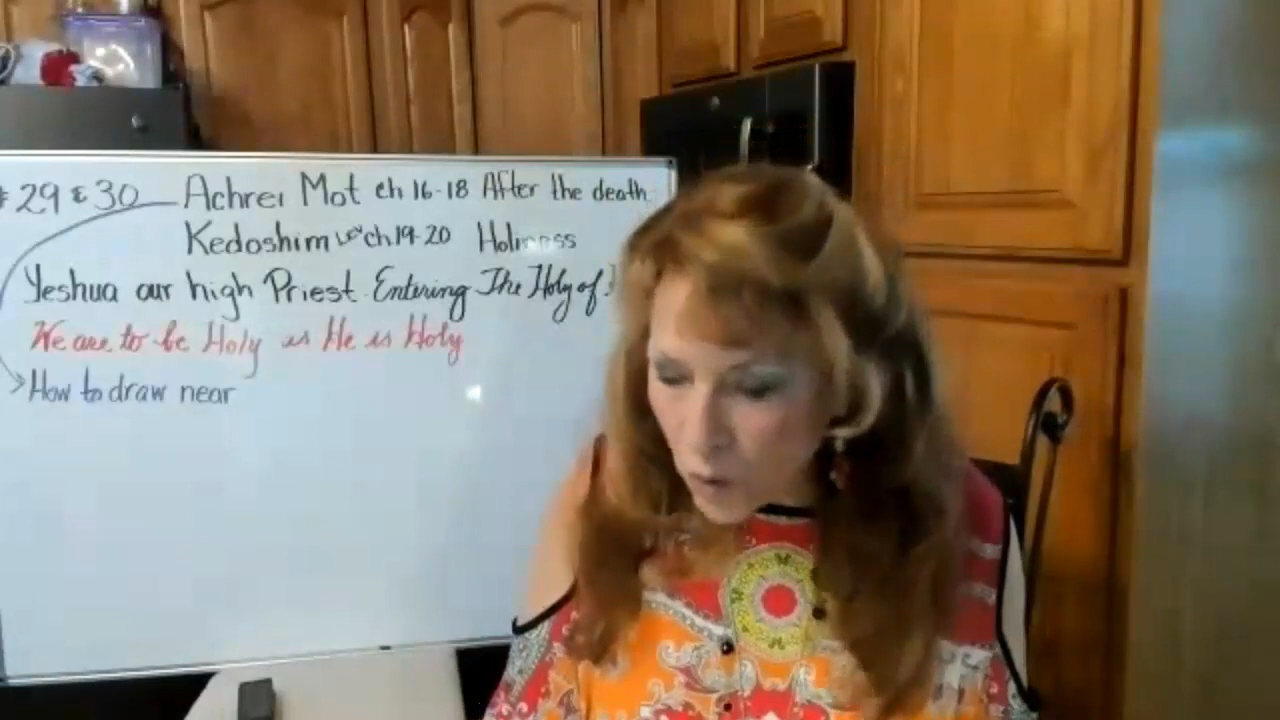 # 29 & 30 Achrei Mot ch 16-18 After the death
Kedoshim Lev ch 19-20 Holiness
Yeshua our high Priest. Entering The Holy of
We are to be Holy as He is Holy
How to draw near